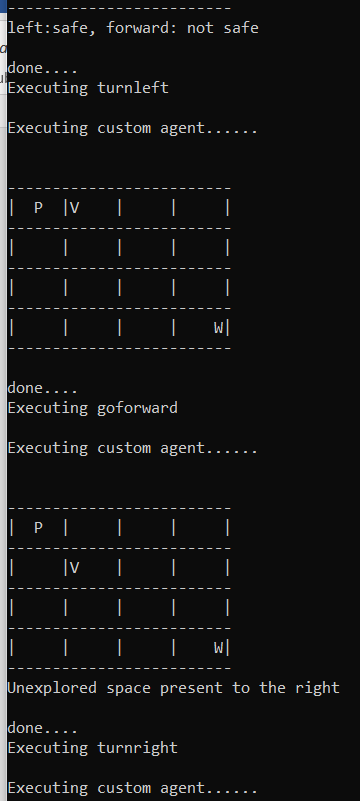 -------------------------
left:safe, forward: not safe
done....
Executing turnleft
Executing custom agent......
-------------------------
|  P  |V    |     |     |
-------------------------
|     |     |     |     |
-------------------------
|     |     |     |     |
-------------------------
|     |     |     |    W|
-------------------------
done....
Executing goforward
Executing custom agent......
-------------------------
|  P  |     |     |     |
-------------------------
|     |V    |     |     |
-------------------------
|     |     |     |     |
-------------------------
|     |     |     |    W|
-------------------------
Unexplored space present to the right
done....
Executing turnright
Executing custom agent......